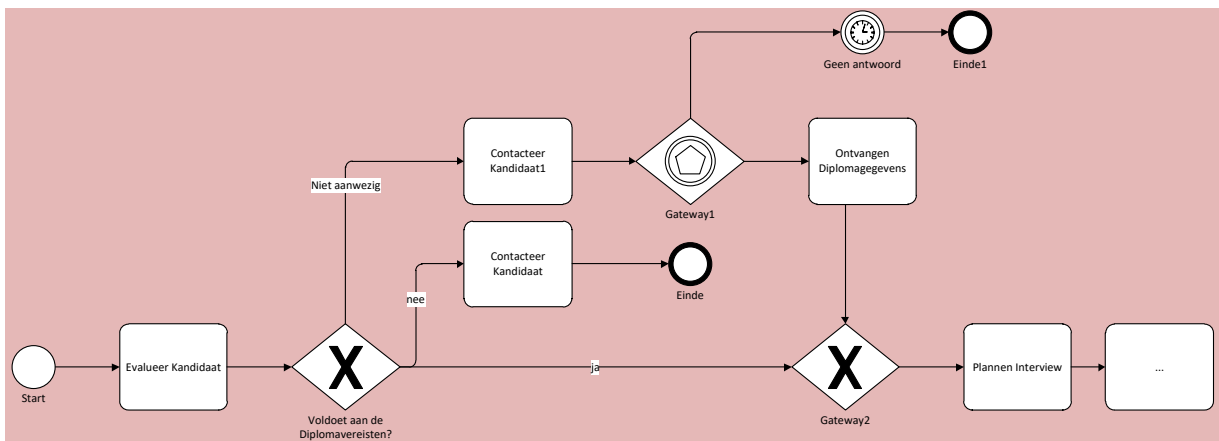 Geen antwoord
Einde1
Contacteer
Kandidaat1
Ontvangen
Diplomagegevens
Niet aanwezig
Gateway1
Contacteer
Kandidaat
Einde
nee
Evalueer Kandidaat
X
ja
X
Plannen Interview
...
Start
Voldoet aan de
Diplomavereisten?
Gateway2